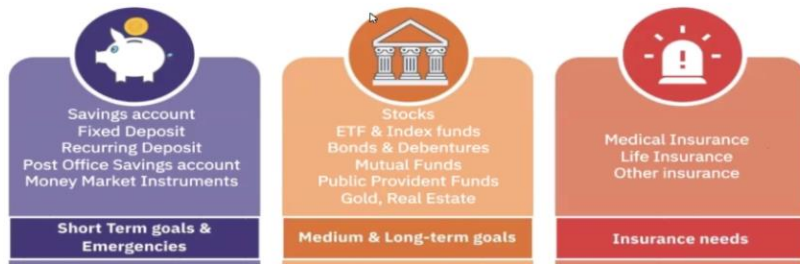 Savings account
Fixed Deposit
Recurring Deposit
Post Office Savings account
Money Market Instruments
Short Term goals &
Emergencies
Stocks
ETF & Index funds
Bonds & Debentures
Mutual Funds
Public Provident Funds
Gold, Real Estate
Medium & Long-term goals
Medical Insurance
Life Insurance
Other insurance
Insurance needs